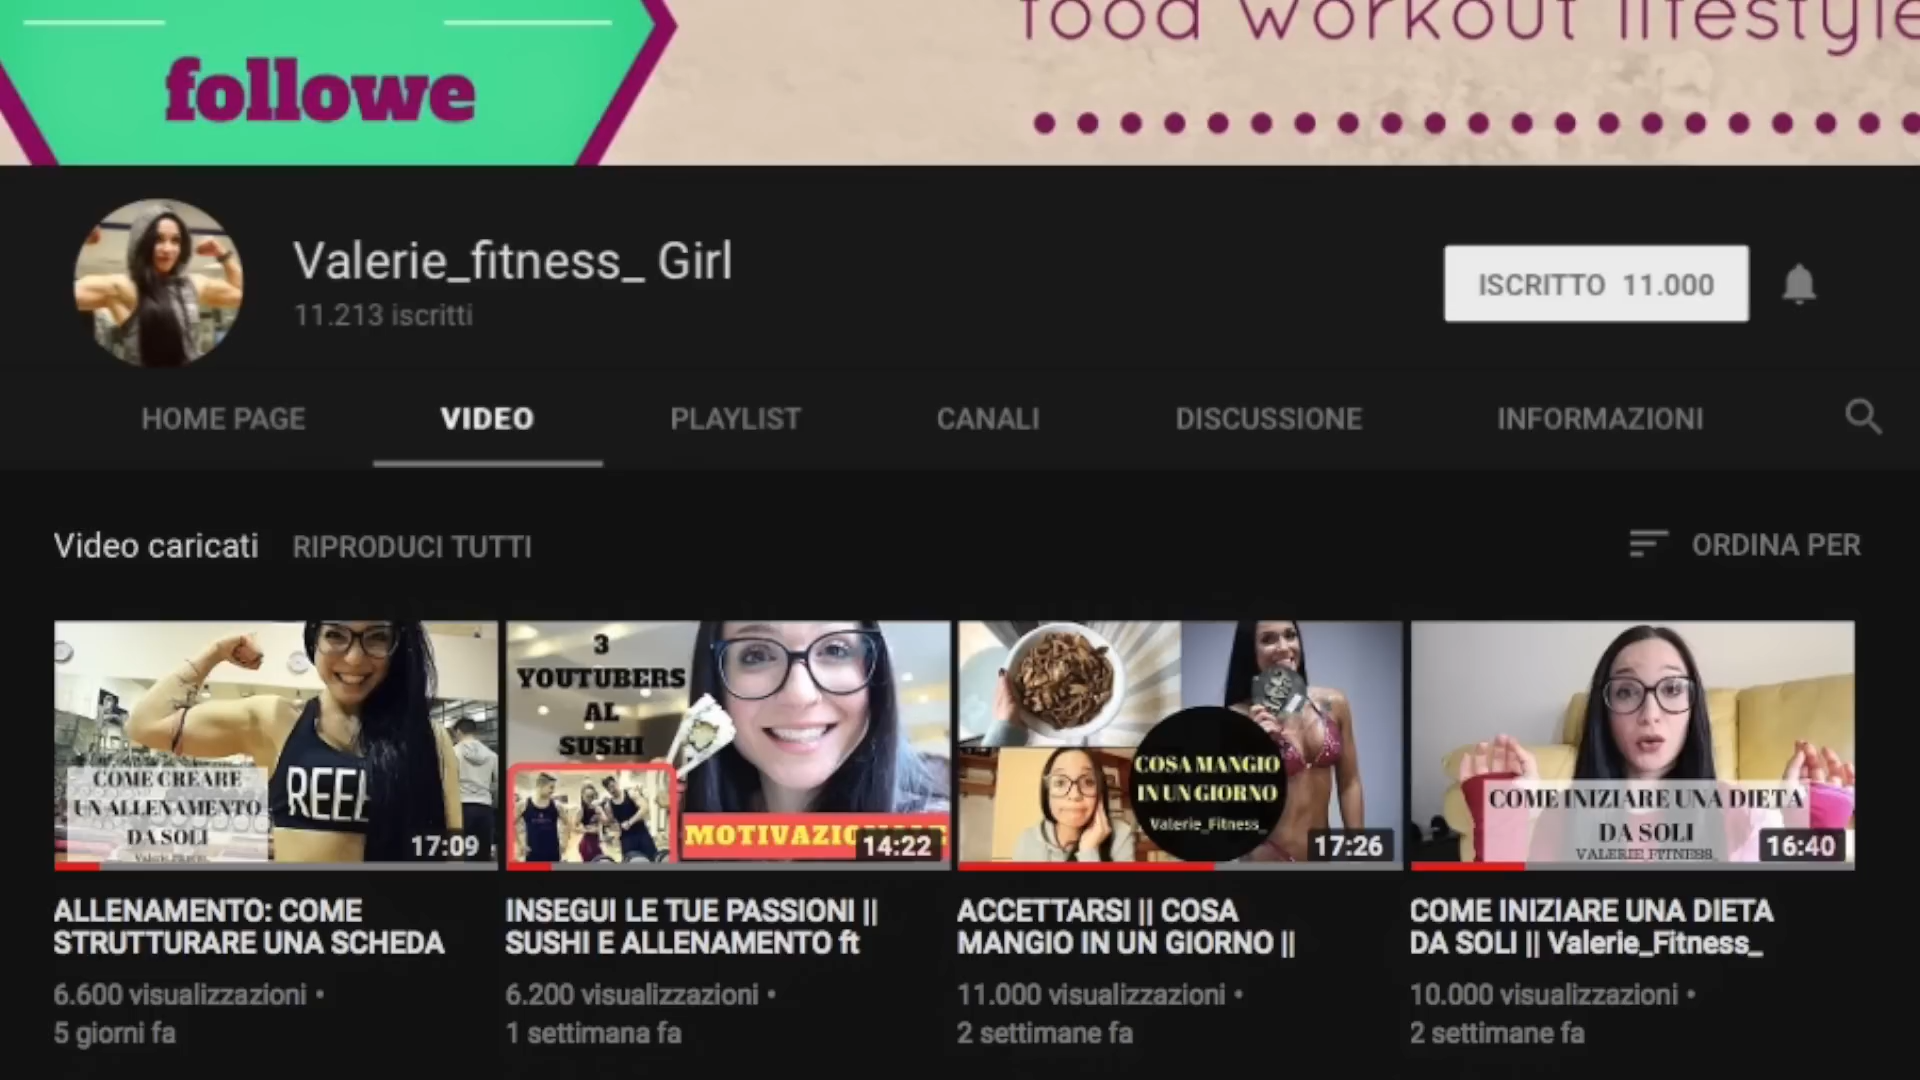 food workout lifestyle
followe
Valerie_fitness_ Girl
11.213 iscritti
ISCRITTO 11.000
HOME PAGE
VIDEO
PLAYLIST
CANALI
DISCUSSIONE
INFORMAZIONI
Video caricati
RIPRODUCI TUTTI
ORDINA PER
REEB
COME CREARE
UN ALLENAMENTO
DA SOLI
17:09
3
YOUTUBERS
AL
SUSHI
14:22
COSA MANGIO
IN UN GIORNO
Valerie_Fitness_
17:26
COME INIZIARE UNA DIETA
DA SOLI
VALERIE_FITNESS_
16:40
ALLENAMENTO: COME
STRUTTURARE UNA SCHEDA
6.600 visualizzazioni •
5 giorni fa
INSEGUI LE TUE PASSIONI ||
SUSHI E ALLENAMENTO ft
6.200 visualizzazioni •
1 settimana fa
ACCETTARSI || COSA
MANGIO IN UN GIORNO ||
11.000 visualizzazioni •
2 settimane fa
COME INIZIARE UNA DIETA
DA SOLI || Valerie_Fitness_
10.000 visualizzazioni •
2 settimane fa